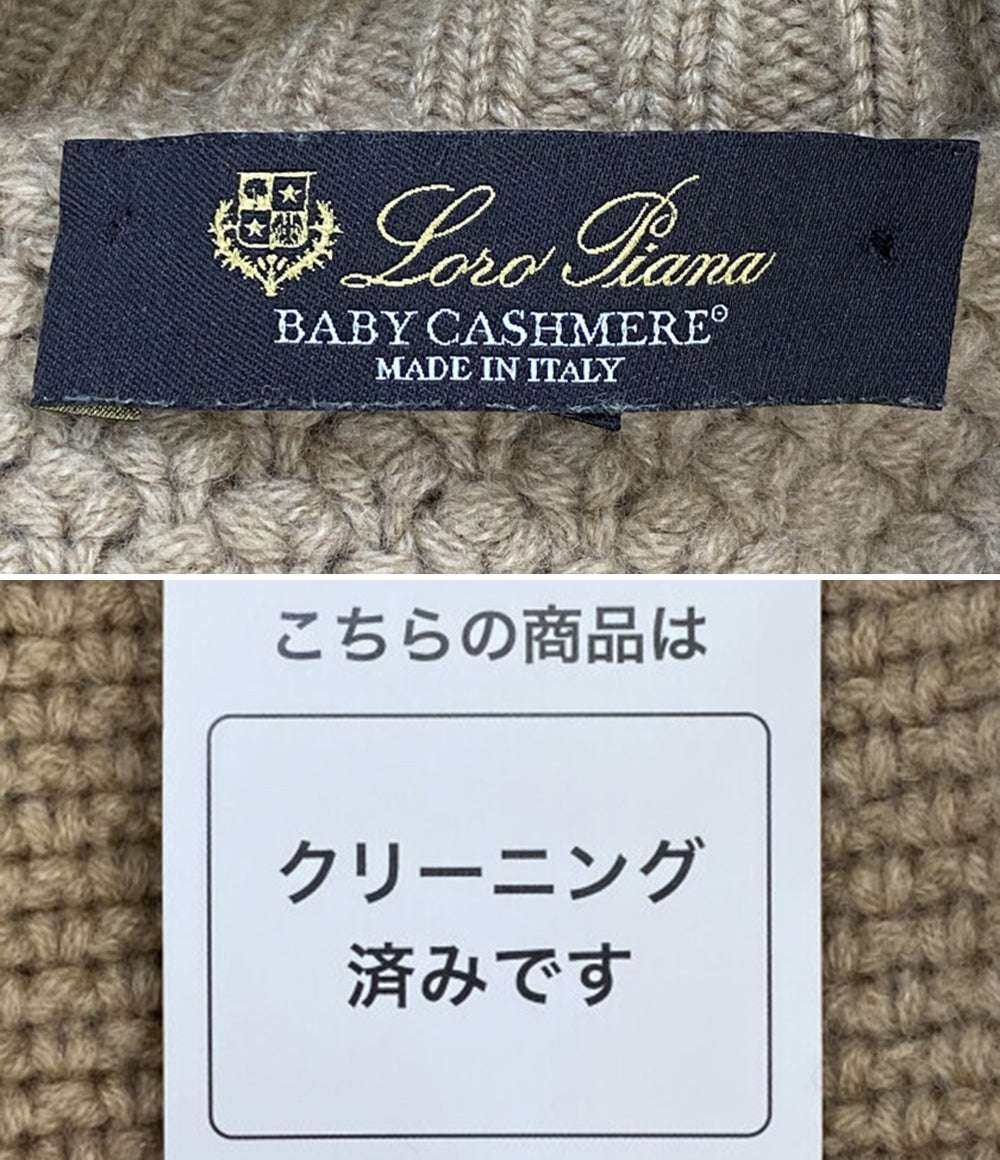 Loro Piana
BABY CASHMERE®
MADE IN ITALY
こちらの商品は
クリーニング
済みです